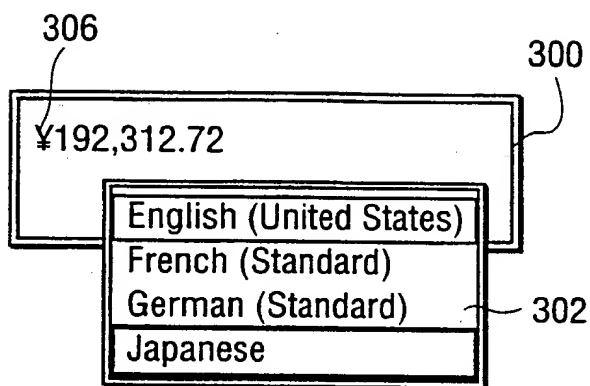 306
300
¥192,312.72
English (United States)
French (Standard)
German (Standard)
302
Japanese